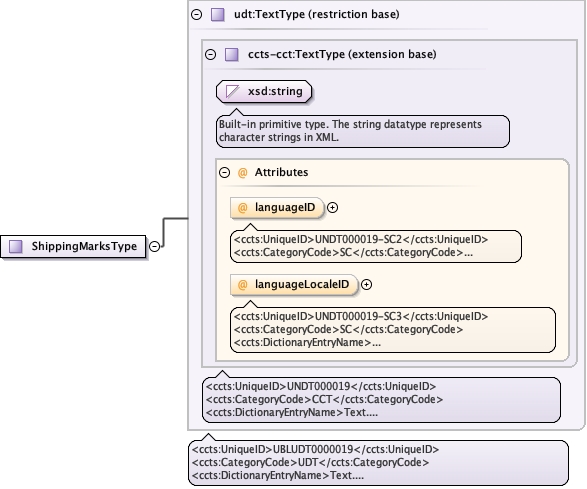 udt:TextType (restriction base)
ccts-cct:TextType (extension base)
xsd:string
Built-in primitive type. The string datatype represents
character strings in XML.
@ Attributes
@ languageID
<ccts:UniqueID>UNDT000019-SC2</ccts:UniqueID>
<ccts:CategoryCode>SC</ccts:CategoryCode>...
ShippingMarksType
@ languageLocaleID
<ccts:UniqueID>UNDT000019-SC3</ccts:UniqueID>
<ccts:CategoryCode>SC</ccts:CategoryCode>
<ccts:DictionaryEntryName>...
<ccts:UniqueID>UNDT000019</ccts:UniqueID>
<ccts:CategoryCode>CCT</ccts:CategoryCode>
<ccts:DictionaryEntryName>Text....
<ccts:UniqueID>UBLUDT0000019</ccts:UniqueID>
<ccts:CategoryCode>UDT</ccts:CategoryCode>
<ccts:DictionaryEntryName>Text....